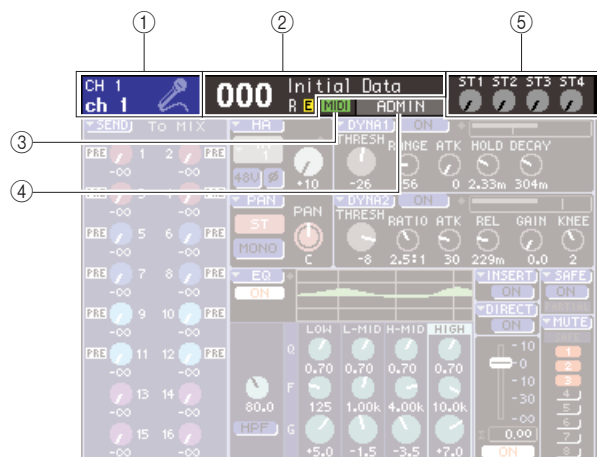 ① ② ⑤
CH 1
ch 1
000 Initial Data
R E MIDI ADMIN
ST1 ST2 ST3 ST4
③
④
SEND TO MIX
PRE 1 2 PRE
-∞ -∞
-∞ -∞
PRE 5 6 PRE
-∞ -∞
PRE 7 8 PRE
-∞ -∞
PRE 9 10 PRE
-∞ -∞
PRE 11 12 PRE
-∞ -∞
13 14
-∞ -∞
15 16
-∞ -∞
HA
48V Ø
+10
PAN
ST
MONO
PAN
C
DYNA1 ON
THRESH RANGE ATK HOLD DECAY
-26 56 0 2.33m 304m
DYNA2 ON
THRESH RATIO ATK REL GAIN KNEE
-8 2.5:1 30 229m 0.0 2
EQ
ON
LOW L-MID H-MID HIGH
Q
0.70 0.70 0.70 0.70
F
80.0 125 1.00k 4.00k 10.0k
HPF G
+5.0 -1.5 -3.5 +7.0
INSERT
ON
DIRECT
ON
-10
-0
-10
-30
-∞
0.00
ON
SAFE
ON
PARTIAL
MUTE
SAFE
1
2
3
4
5
6
7
8